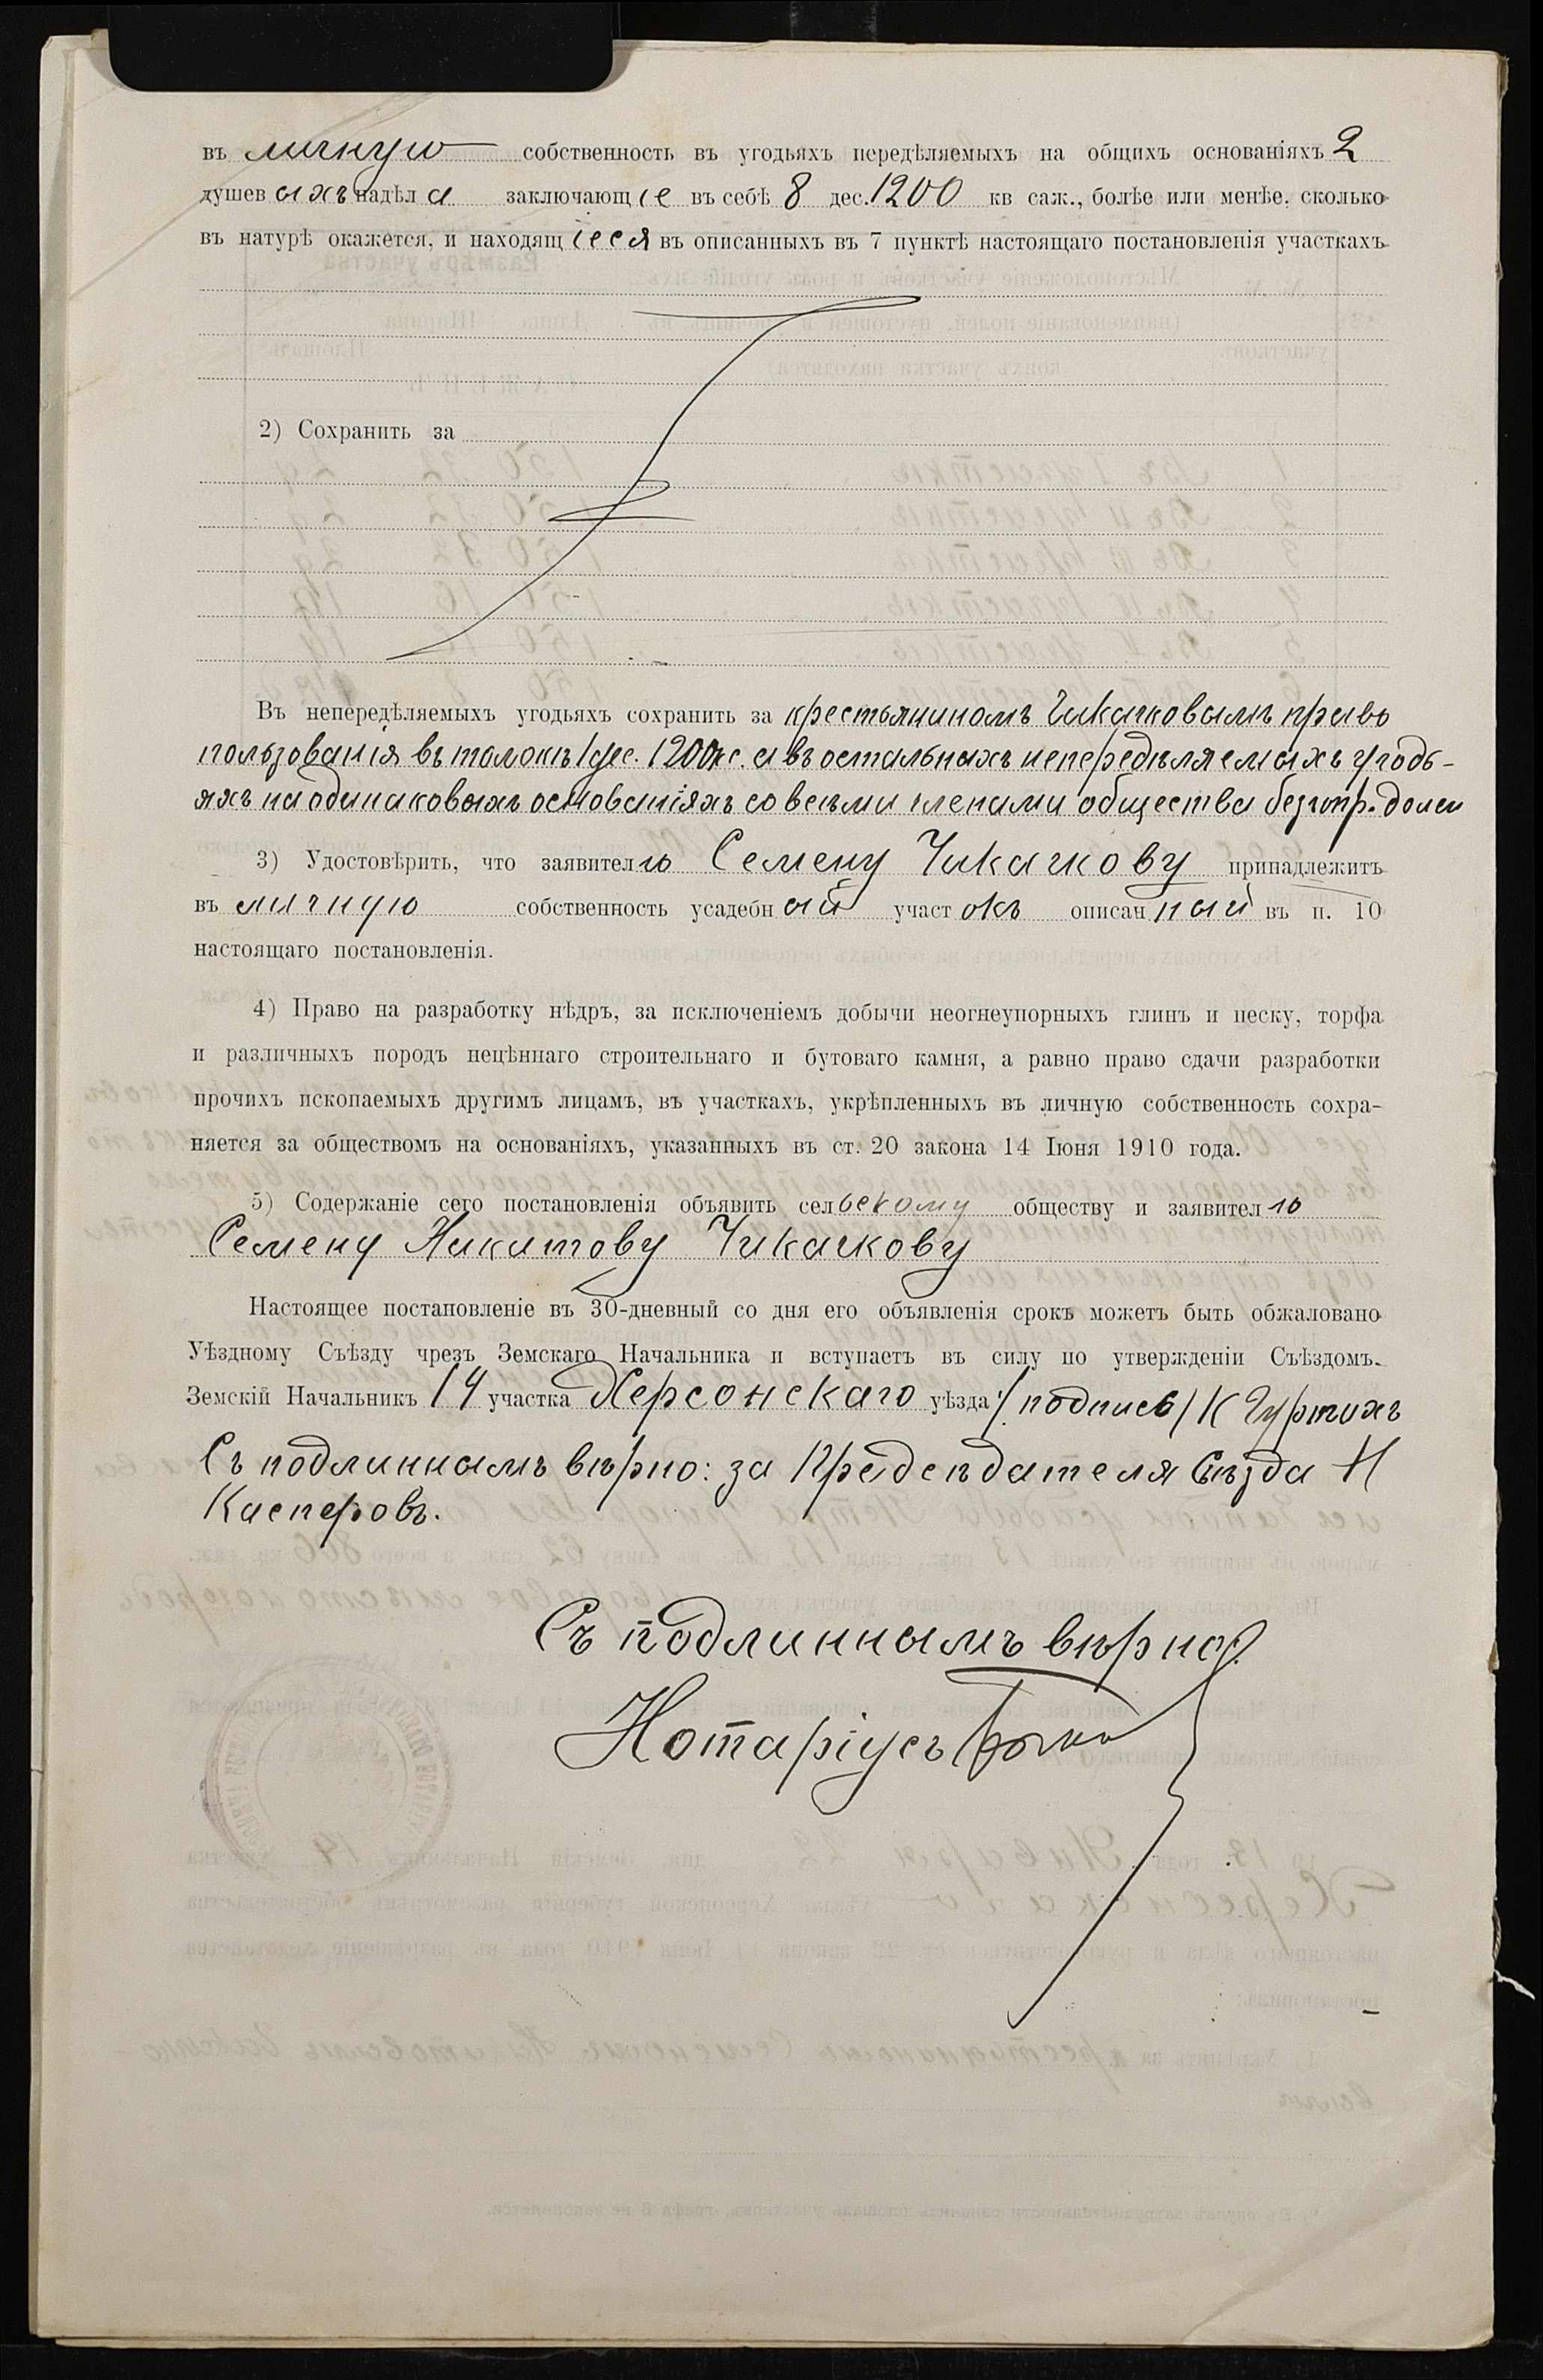 въ личную собственность въ угодьяхъ передѣляемыхъ на общихъ основаніяхъ 2
душевыхъ надѣла заключающіе въ себѣ 8 дес. 1200 кв саж., болѣе или менѣе, сколько
въ натурѣ окажется, и находящіеся въ описанныхъ въ 7 пунктѣ настоящаго постановленія участкахъ
2) Сохранить за
Въ непередѣляемыхъ угодьяхъ сохранить за крестьяниномъ Чикачковымъ право
пользованія въ толокѣ 1 дес. 1200 к. с. а въ остальныхъ непередѣляемыхъ угодь-
яхъ на одинаковыхъ основаніяхъ со всѣми членами общества без опр. доли
3) Удостовѣрить, что заявителю Семену Чикачкову принадлежитъ
въ личную собственность усадебный участокъ описанный въ п. 10
настоящаго постановленія.
4) Право на разработку нѣдръ, за исключеніемъ добычи неогнеупорныхъ глинъ и песку, торфа
и различныхъ породъ нецѣннаго строительнаго и бутоваго камня, а равно право сдачи разработки
прочихъ ископаемыхъ другимъ лицамъ, въ участкахъ, укрѣпленныхъ въ личную собственность сохра-
няется за обществомъ на основаніяхъ, указанныхъ въ ст. 20 закона 14 Іюня 1910 года.
5) Содержаніе сего постановленія объявить сельскому обществу и заявителю
Семену Никитову Чикачкову
Настоящее постановленіе въ 30-дневный со дня его объявленія срокъ можетъ быть обжаловано
Уѣздному Съѣзду чрезъ Земскаго Начальника и вступаетъ въ силу по утвержденіи Съѣздомъ.
Земскій Начальникъ 14 участка Херсонскаго уѣзда /подпись/ К
Съ подлиннымъ вѣрно: за Предсѣдателя Съѣзда Н
Касперовъ.
Съ подлиннымъ вѣрно:
Нотаріусъ